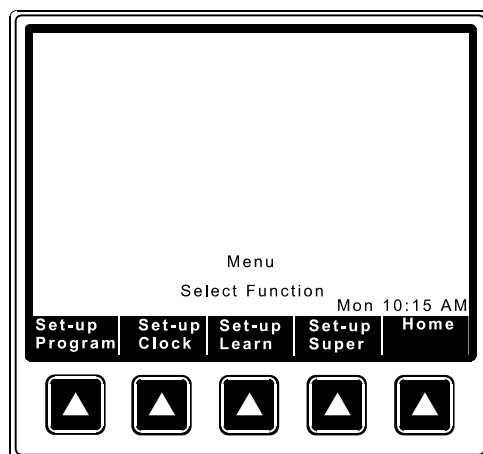 Menu
Select Function
Mon 10:15 AM
Set-up Program
Set-up Clock
Set-up Learn
Set-up Super
Home